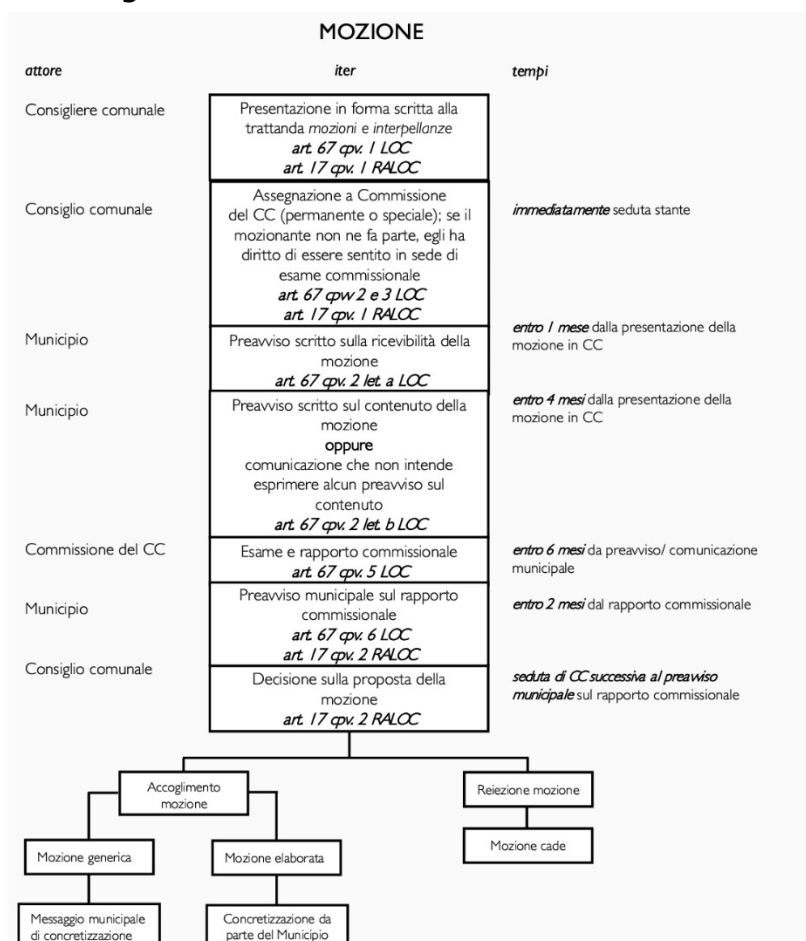 MOZIONE
attore
iter
tempi
Consigliere comunale
Presentazione in forma scritta alla
trattanda mozioni e interpellanze
art. 67 cpv. 1 LOC
art. 17 cpv. 1 RALOC
Consiglio comunale
Assegnazione a Commissione
del CC (permanente o speciale); se il
mozionante non ne fa parte, egli ha
diritto di essere sentito in sede di
esame commissionale
art. 67 cpvv 2 e 3 LOC
art. 17 cpv. 1 RALOC
immediatamente seduta stante
Municipio
Preavviso scritto sulla ricevibilità della
mozione
art. 67 cpv. 2 let. a LOC
entro 1 mese dalla presentazione della
mozione in CC
Municipio
Preavviso scritto sul contenuto della
mozione
oppure
comunicazione che non intende
esprimere alcun preavviso sul
contenuto
art. 67 cpv. 2 let. b LOC
entro 4 mesi dalla presentazione della
mozione in CC
Commissione del CC
Esame e rapporto commissionale
art. 67 cpv. 5 LOC
entro 6 mesi da preavviso/ comunicazione
municipale
Municipio
Preavviso municipale sul rapporto
commissionale
art. 67 cpv. 6 LOC
art. 17 cpv. 2 RALOC
entro 2 mesi dal rapporto commissionale
Consiglio comunale
Decisione sulla proposta della
mozione
art. 17 cpv. 2 RALOC
seduta di CC successiva al preavviso
municipale sul rapporto commissionale
Accoglimento
mozione
Reiezione mozione
Mozione generica
Mozione elaborata
Mozione cade
Messaggio municipale
di concretizzazione
Concretizzazione da
parte del Municipio